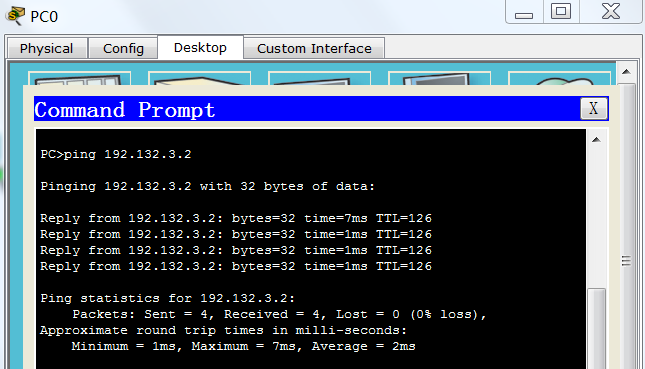 PC0
Physical Config Desktop Custom Interface
Command Prompt X
PC>ping 192.132.3.2
Pinging 192.132.3.2 with 32 bytes of data:
Reply from 192.132.3.2: bytes=32 time=7ms TTL=126
Reply from 192.132.3.2: bytes=32 time=1ms TTL=126
Reply from 192.132.3.2: bytes=32 time=1ms TTL=126
Reply from 192.132.3.2: bytes=32 time=1ms TTL=126
Ping statistics for 192.132.3.2:
Packets: Sent = 4, Received = 4, Lost = 0 (0% loss),
Approximate round trip times in milli-seconds:
Minimum = 1ms, Maximum = 7ms, Average = 2ms